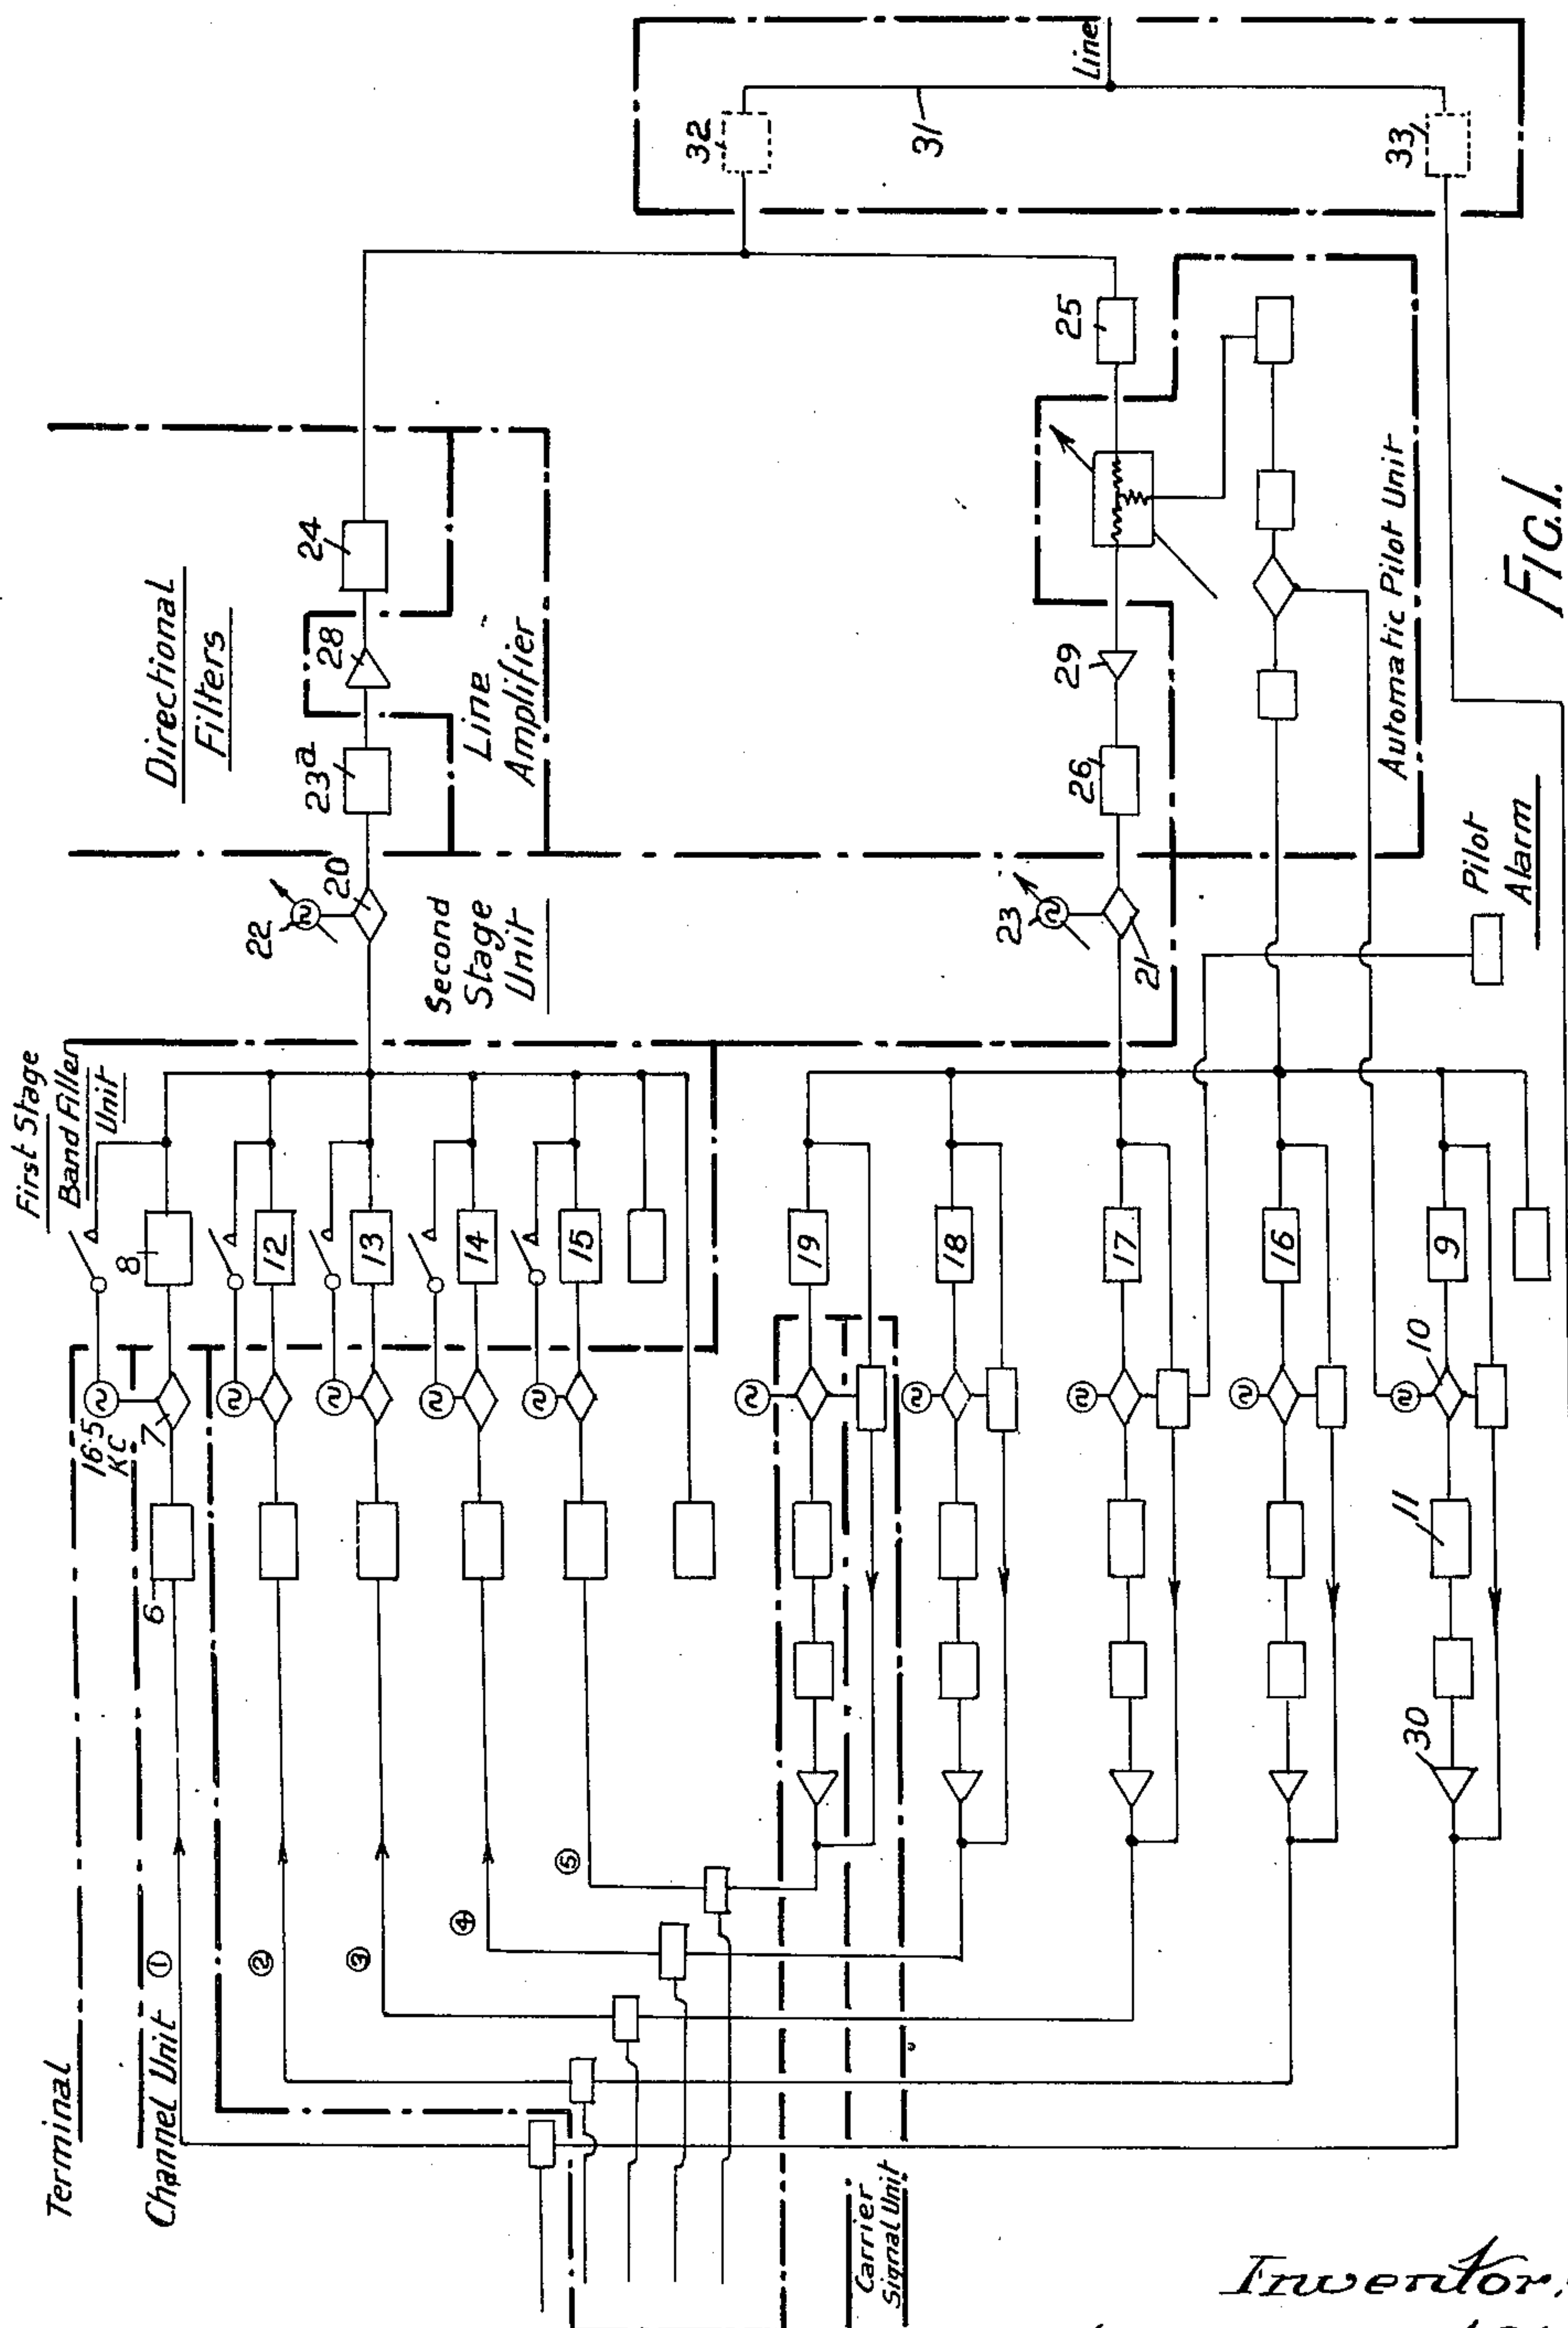 Terminal
Channel Unit ①
②
③
④
⑤
6
16.5
KC
7
8
First Stage
Band Filler
Unit
12
13
14
15
22
20
Second
Stage
Unit
Directional
Filters
23a
28
24
Line
Amplifier
32
31
Line
33
Carrier
Signal Unit
19
18
17
16
9
10
11
30
23
21
26
29
25
Automatic Pilot Unit
Pilot
Alarm
FIG.1.
Inventor.